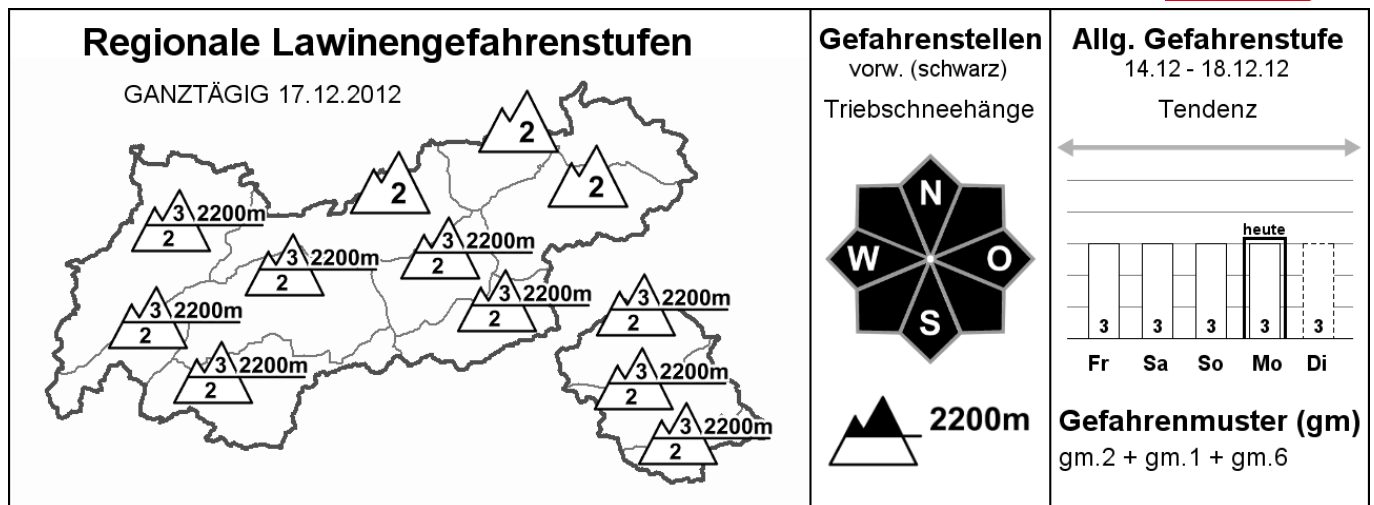 Regionale Lawinengefahrenstufen
GANZTÄGIG 17.12.2012
2
2
2
3 2200m
2
3 2200m
2
3 2200m
2
3 2200m
2
3 2200m
2
3 2200m
2
3 2200m
2
3 2200m
2
3 2200m
2
Gefahrenstellen
vorw. (schwarz)
Triebschneehänge
N
W
O
S
2200m
Allg. Gefahrenstufe
14.12 - 18.12.12
Tendenz
heute
3 3 3 3 3
Fr Sa So Mo Di
Gefahrenmuster (gm)
gm.2 + gm.1 + gm.6